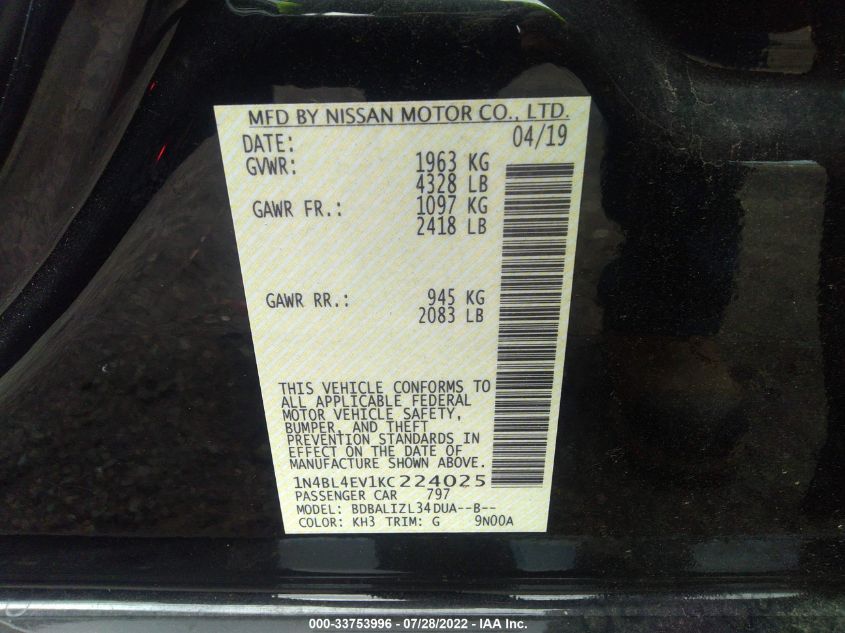 MFD BY NISSAN MOTOR CO., LTD.
DATE: 04/19
GVWR: 1963 KG
4328 LB
GAWR FR.: 1097 KG
2418 LB
GAWR RR.: 945 KG
2083 LB
THIS VEHICLE CONFORMS TO
ALL APPLICABLE FEDERAL
MOTOR VEHICLE SAFETY,
BUMPER, AND THEFT
PREVENTION STANDARDS IN
EFFECT ON THE DATE OF
MANUFACTURE SHOWN ABOVE.
1N4BL4EV1KC224025
PASSENGER CAR 797
MODEL: BDBALIZL34DUA--B--
COLOR: KH3 TRIM: G 9N00A
000-33753996 - 07/28/2022 - IAA Inc.